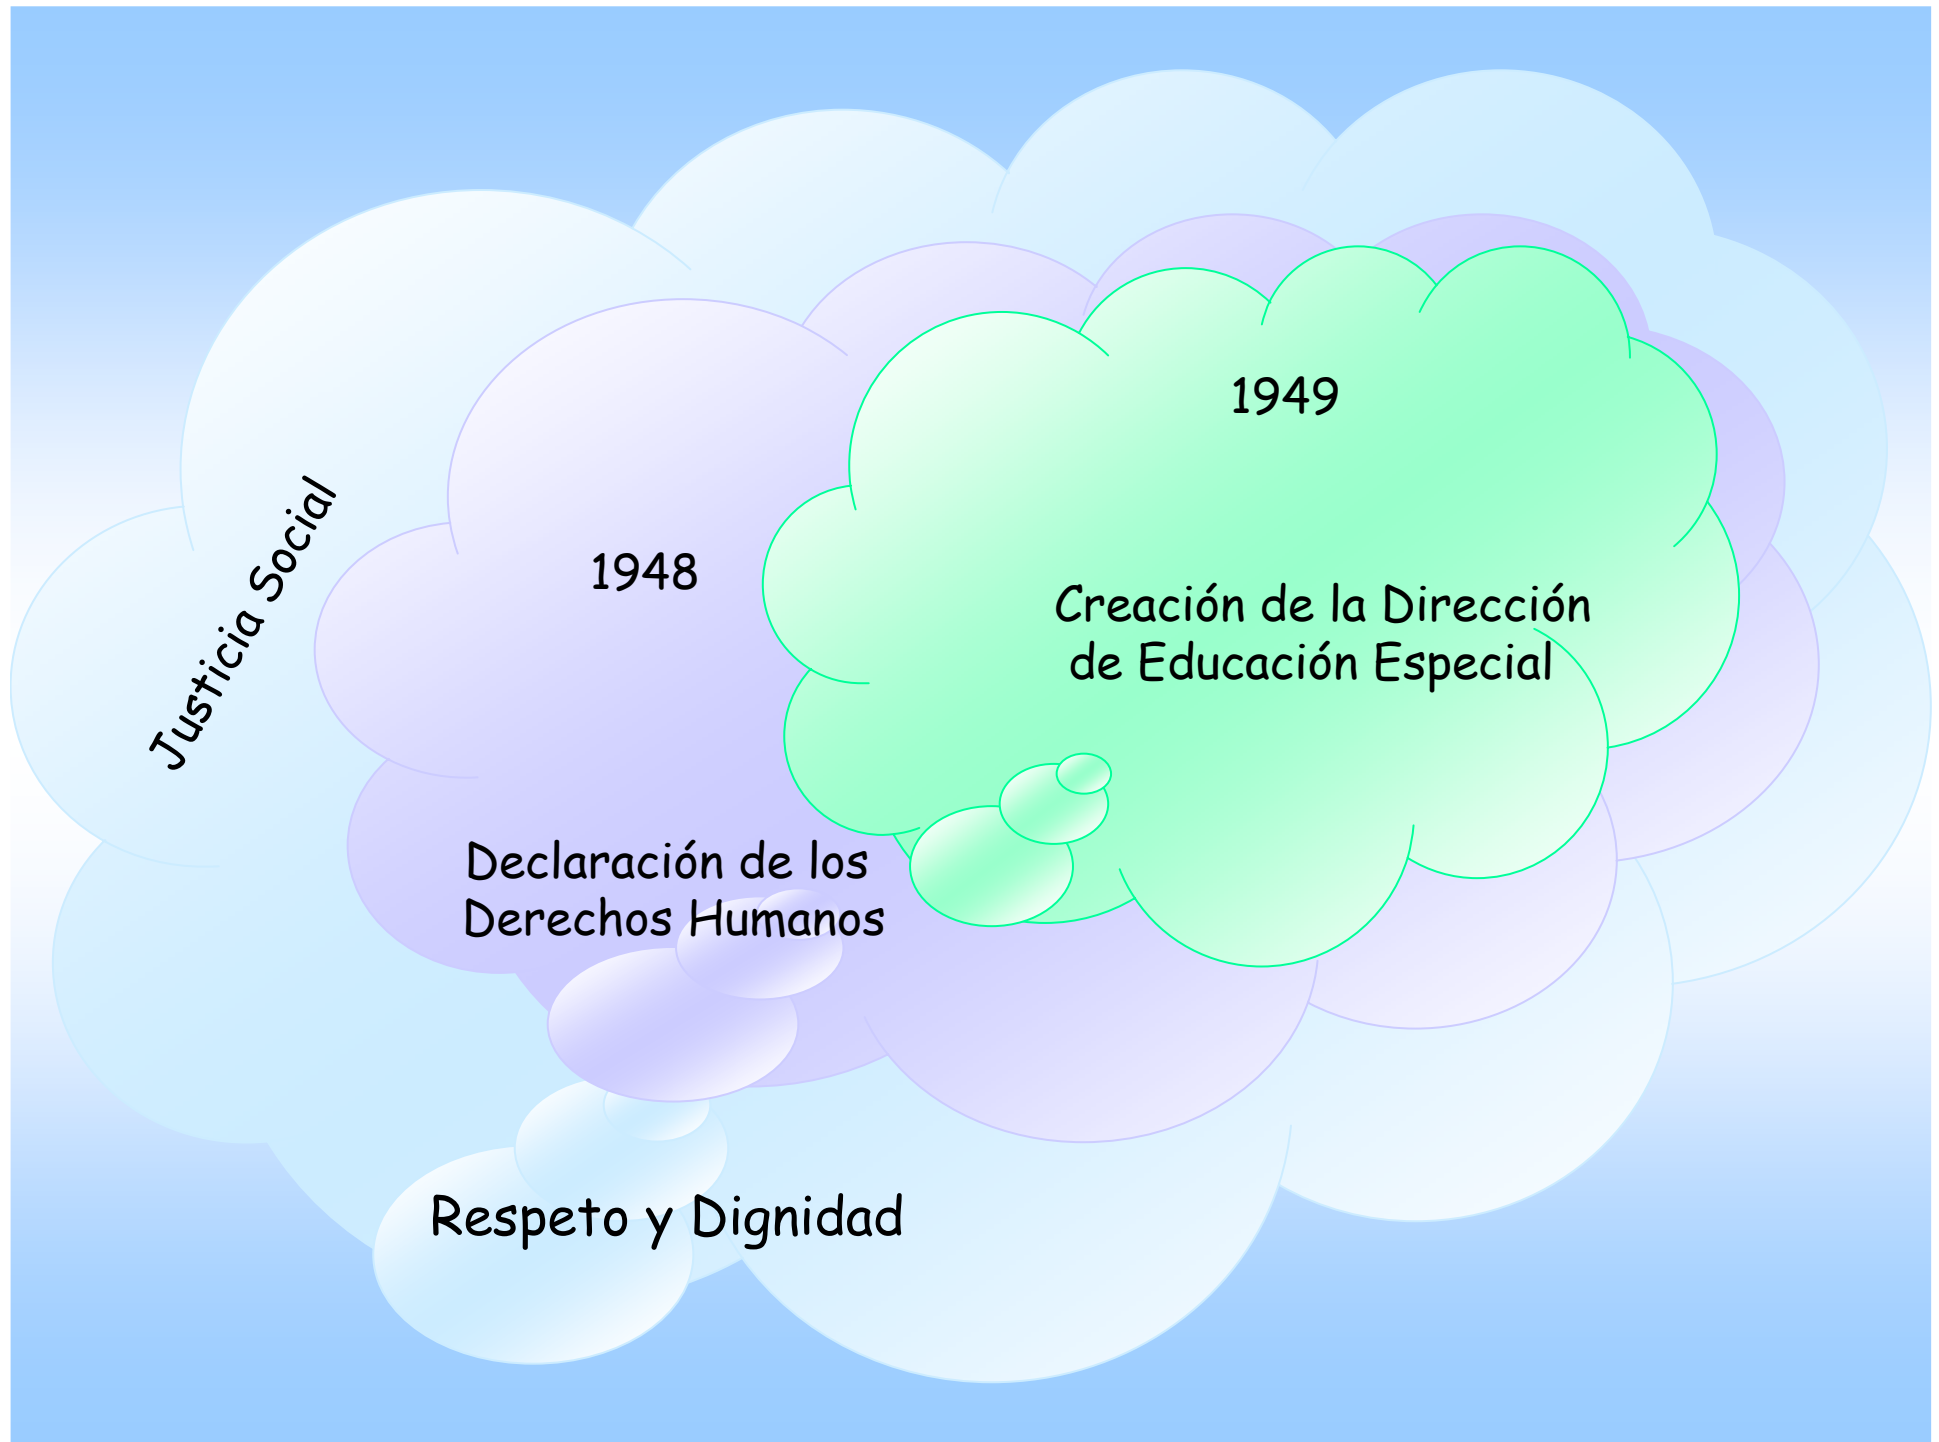 Justicia Social
1948
Declaración de los
Derechos Humanos
1949
Creación de la Dirección
de Educación Especial
Respeto y Dignidad